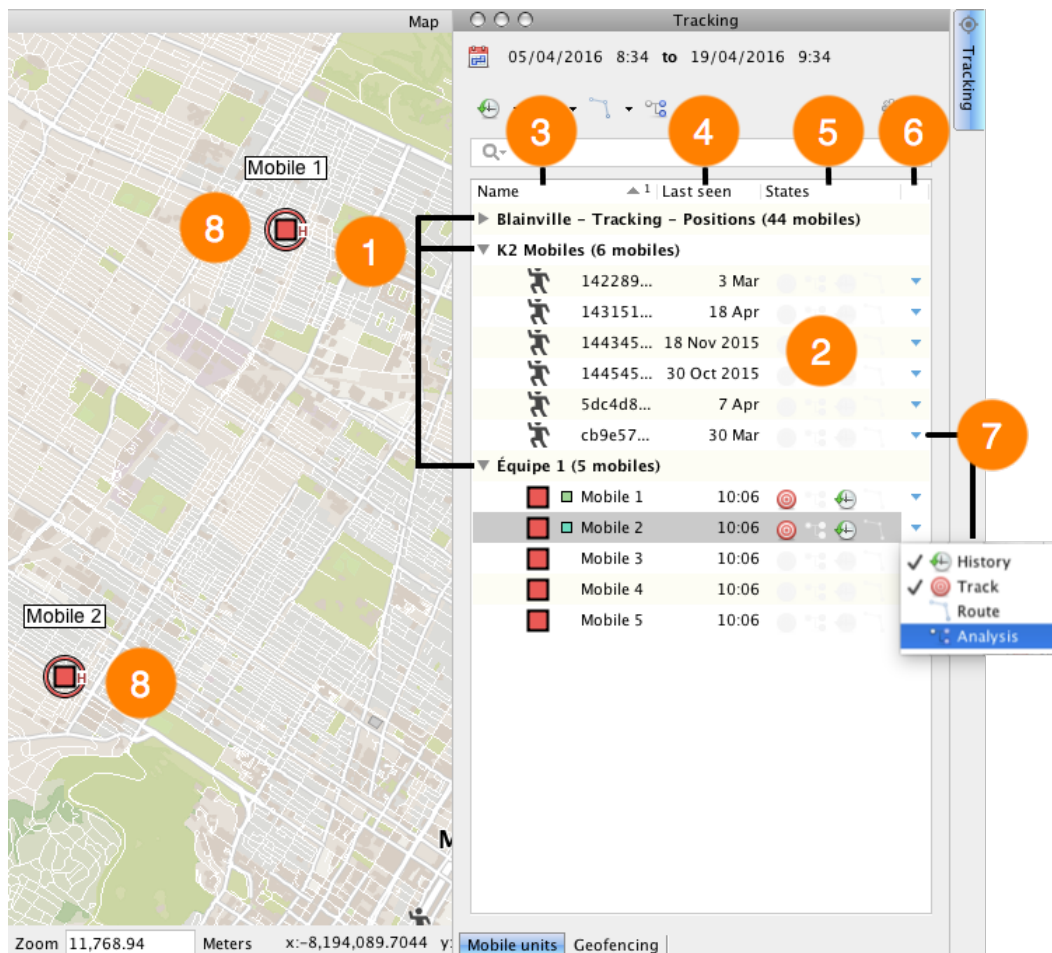 Map
Mobile 1
8
1
Mobile 2
8
M
H
H
Zoom 11,768.94 Meters x:-8,194,089.7044 y:
Tracking
Tracking
05/04/2016 8:34 to 19/04/2016 9:34
3 4 5 6
Name 1 Last seen States
Blainville - Tracking - Positions (44 mobiles)
K2 Mobiles (6 mobiles)
142289... 3 Mar
143151... 18 Apr
144345... 18 Nov 2015
2
144545... 30 Oct 2015
5dc4d8... 7 Apr
cb9e57... 30 Mar
7
Équipe 1 (5 mobiles)
Mobile 1 10:06
Mobile 2 10:06
Mobile 3 10:06
Mobile 4 10:06
Mobile 5 10:06
History
Track
Route
Analysis
Mobile units Geofencing